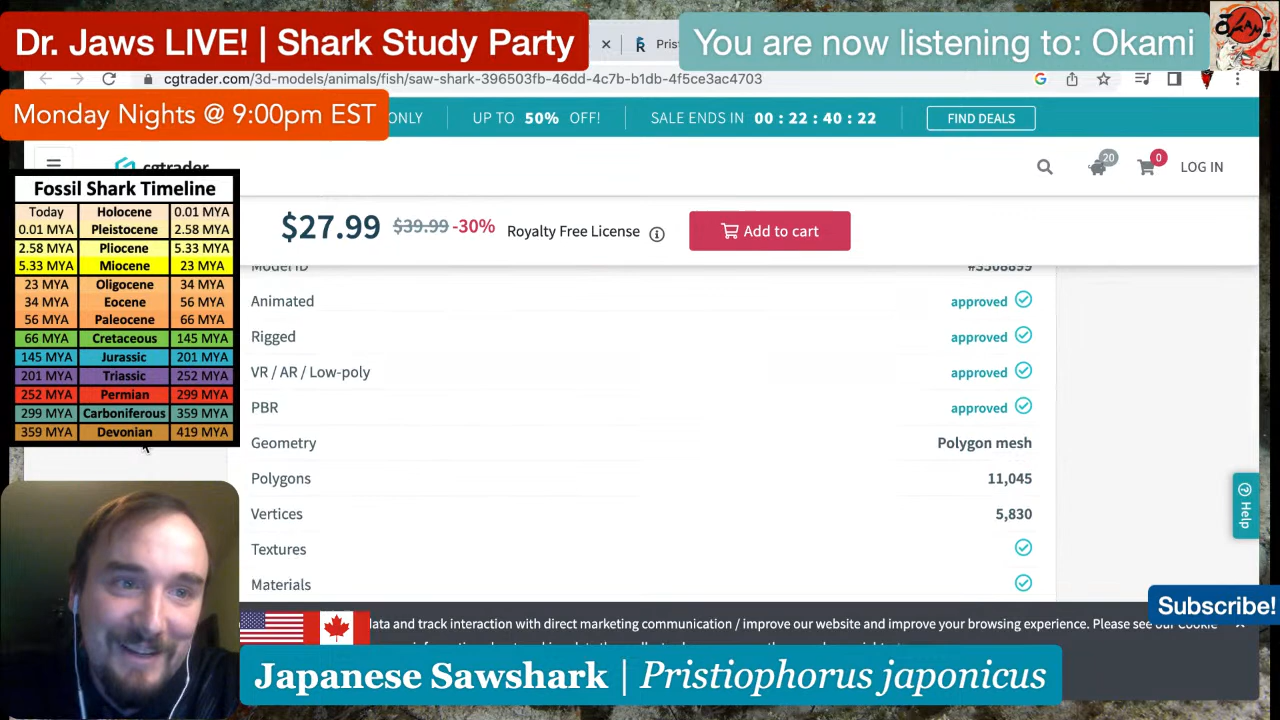 Dr. Jaws LIVE! | Shark Study Party
You are now listening to: Okami
Monday Nights @ 9:00pm EST
cgtrader.com/3d-models/animals/fish/saw-shark-396503fb-46dd-4c7b-b1db-4f5ce3ac4703
ONLY UP TO 50% OFF! SALE ENDS IN 00 : 22 : 40 : 22 FIND DEALS
cgtrader 20 0 LOG IN
$27.99 $39.99 -30% Royalty Free License Add to cart
Fossil Shark Timeline
Today Holocene 0.01 MYA
0.01 MYA Pleistocene 2.58 MYA
2.58 MYA Pliocene 5.33 MYA
5.33 MYA Miocene 23 MYA
23 MYA Oligocene 34 MYA
34 MYA Eocene 56 MYA
56 MYA Paleocene 66 MYA
66 MYA Cretaceous 145 MYA
145 MYA Jurassic 201 MYA
201 MYA Triassic 252 MYA
252 MYA Permian 299 MYA
299 MYA Carboniferous 359 MYA
359 MYA Devonian 419 MYA
Model ID #3508899
Animated approved
Rigged approved
VR / AR / Low-poly approved
PBR approved
Geometry Polygon mesh
Polygons 11,045
Vertices 5,830
Textures
Materials
Help
Subscribe!
data and track interaction with direct marketing communication / improve our website and improve your browsing experience. Please see our Cookie
Japanese Sawshark | Pristiophorus japonicus